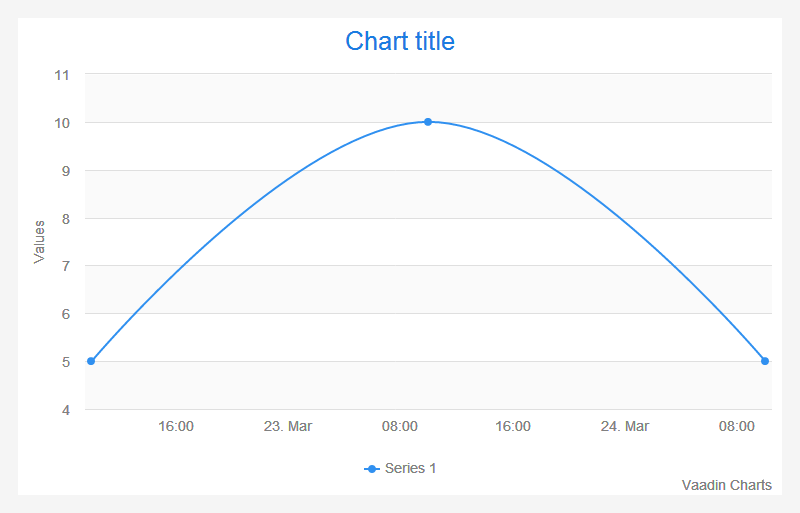 Chart title
Values
11
10
9
8
7
6
5
4
16:00 23. Mar 08:00 16:00 24. Mar 08:00
Series 1
Vaadin Charts